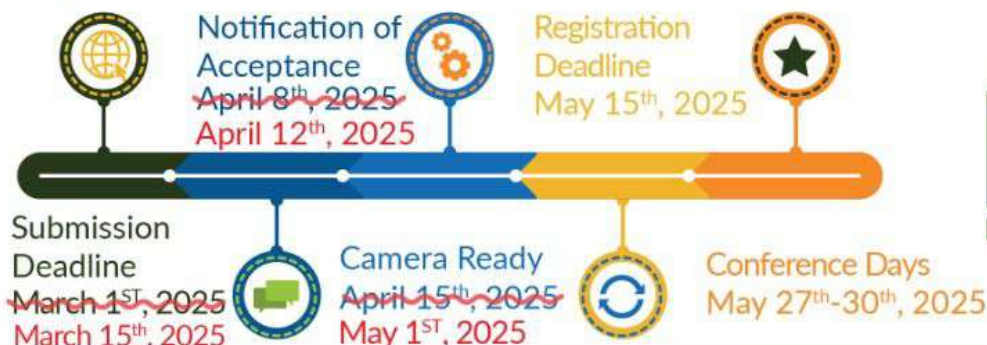 Notification of
Acceptance
April 8th, 2025
April 12th, 2025
Registration
Deadline
May 15th, 2025
Submission
Deadline
March 1ST, 2025
March 15th, 2025
Camera Ready
April 15th, 2025
May 1ST, 2025
Conference Days
May 27th-30th, 2025